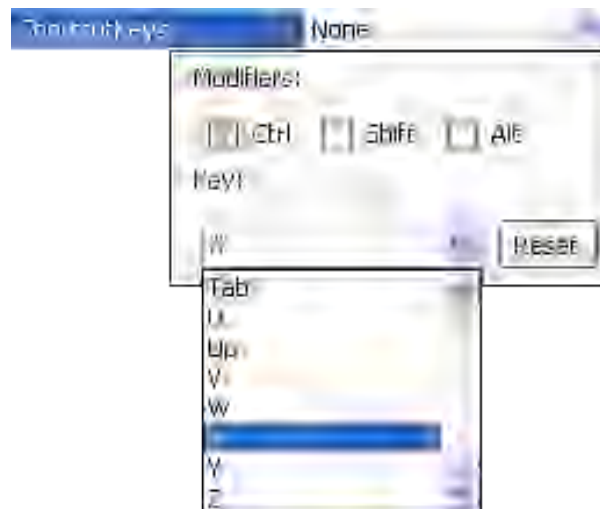 ShortcutKeys None
Modifiers:
Ctrl Shift Alt
Key:
W Reset
Tab
U
Up
V
W
Y
Z